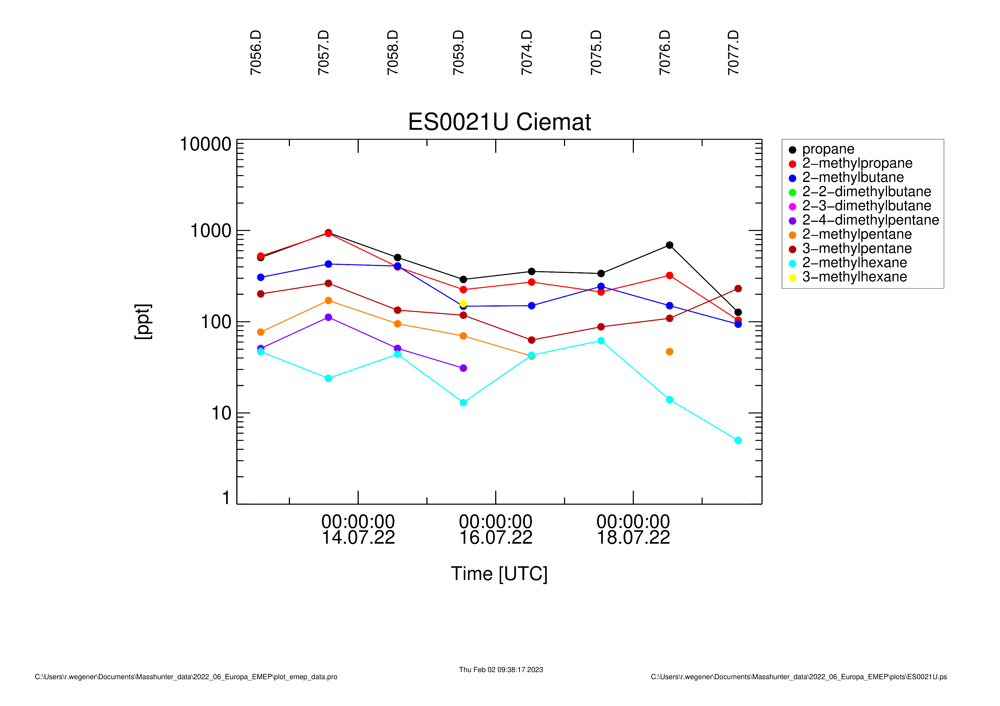 7056.D
7057.D
7058.D
7059.D
7074.D
7075.D
7076.D
7077.D
ES0021U Ciemat
10000
1000
100
10
1
[ppt]
propane
2−methylpropane
2−methylbutane
2−2−dimethylbutane
2−3−dimethylbutane
2−4−dimethylpentane
2−methylpentane
3−methylpentane
2−methylhexane
3−methylhexane
00:00:00
14.07.22
00:00:00
16.07.22
00:00:00
18.07.22
Time [UTC]
Thu Feb 02 09:38:17 2023
C:\Users\r.wegener\Documents\Masshunter_data\2022_06_Europa_EMEP\plot_emep_data.pro
C:\Users\r.wegener\Documents\Masshunter_data\2022_06_Europa_EMEP\plots\ES0021U.ps